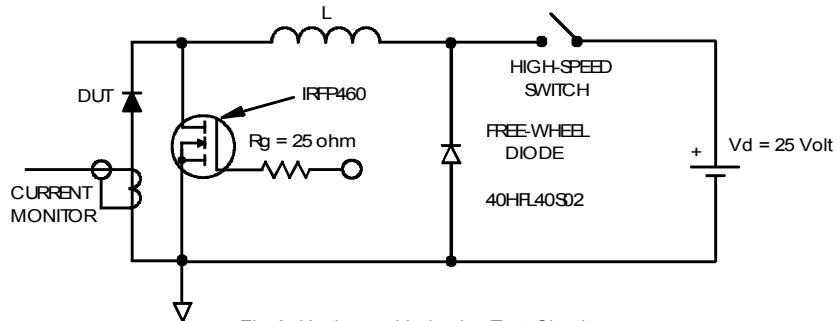 L
HIGH-SPEED
SWITCH
DUT
IRFP460
Rg = 25 ohm
FREE-WHEEL
DIODE
+
Vd = 25 Volt
CURRENT
MONITOR
40HFL40S02